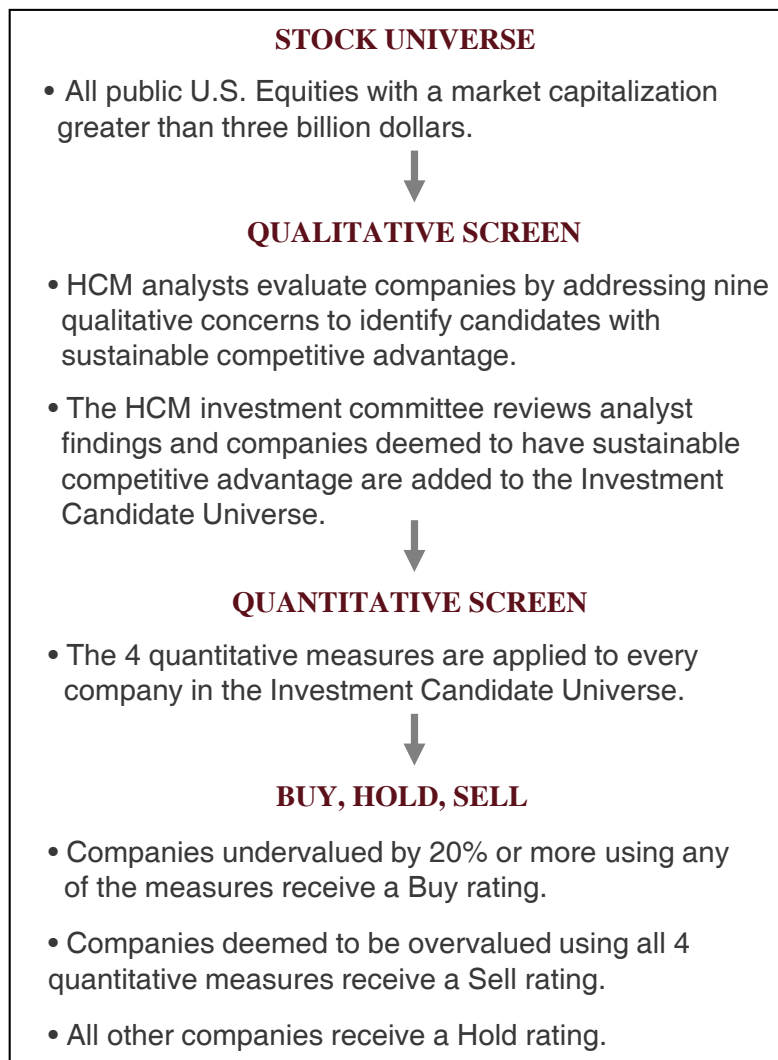 STOCK UNIVERSE
• All public U.S. Equities with a market capitalization
greater than three billion dollars.
QUALITATIVE SCREEN
• HCM analysts evaluate companies by addressing nine
qualitative concerns to identify candidates with
sustainable competitive advantage.
• The HCM investment committee reviews analyst
findings and companies deemed to have sustainable
competitive advantage are added to the Investment
Candidate Universe.
QUANTITATIVE SCREEN
• The 4 quantitative measures are applied to every
company in the Investment Candidate Universe.
BUY, HOLD, SELL
• Companies undervalued by 20% or more using any
of the measures receive a Buy rating.
• Companies deemed to be overvalued using all 4
quantitative measures receive a Sell rating.
• All other companies receive a Hold rating.